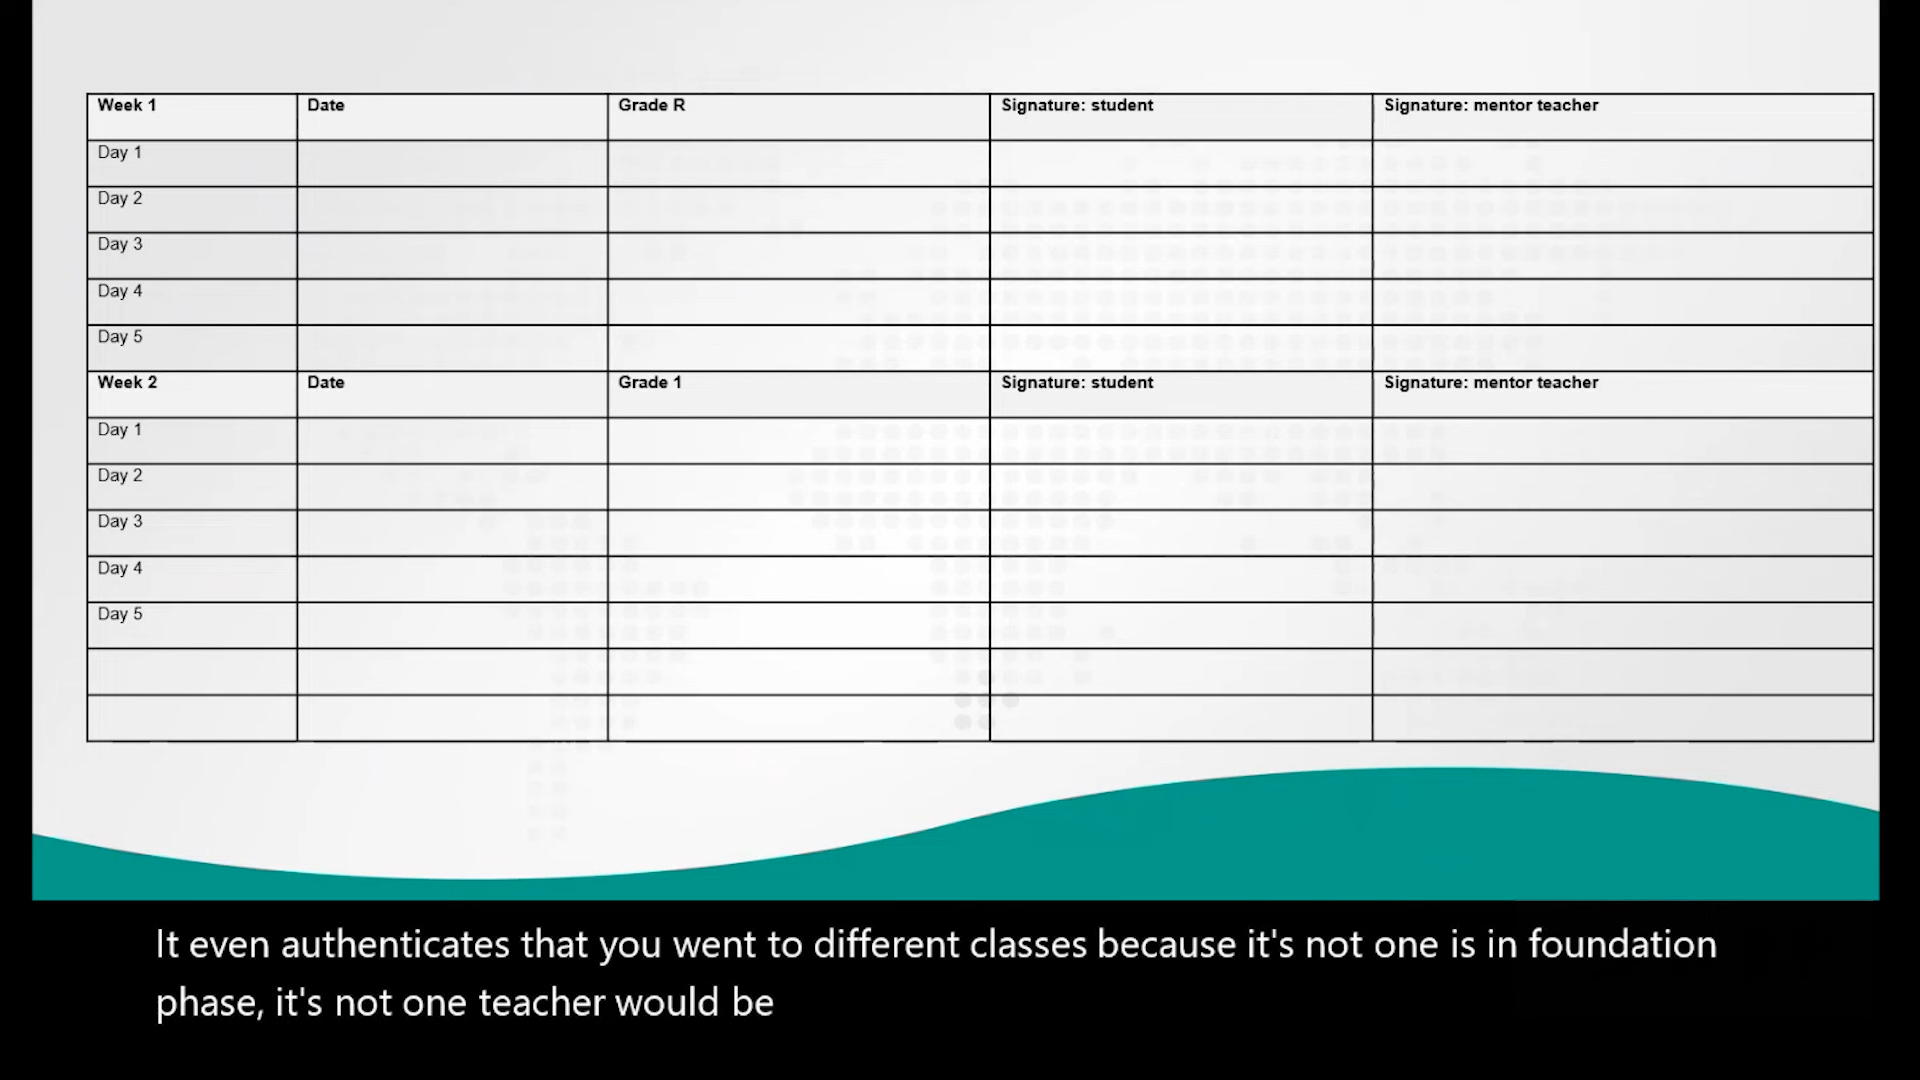 Week 1 Date Grade R Signature: student Signature: mentor teacher
Day 1
Day 2
Day 3
Day 4
Day 5
Week 2 Date Grade 1 Signature: student Signature: mentor teacher
Day 1
Day 2
Day 3
Day 4
Day 5
It even authenticates that you went to different classes because it's not one is in foundation
phase, it's not one teacher would be